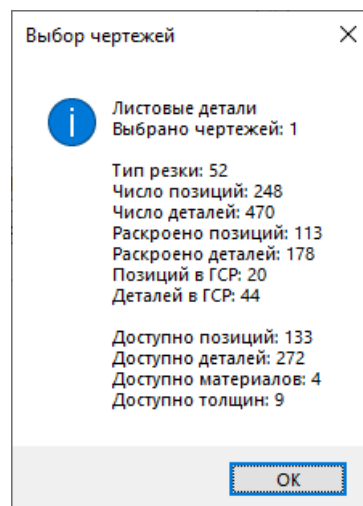 Выбор чертежей
Листовые детали
Выбрано чертежей: 1
Тип резки: 52
Число позиций: 248
Число деталей: 470
Раскроено позиций: 113
Раскроено деталей: 178
Позиций в ГСР: 20
Деталей в ГСР: 44
Доступно позиций: 133
Доступно деталей: 272
Доступно материалов: 4
Доступно толщин: 9
ОК